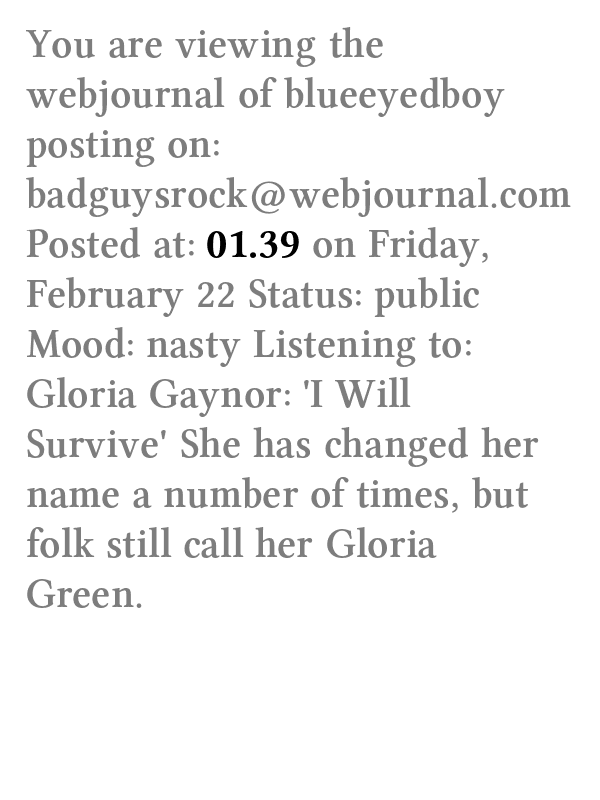 You are viewing the
webjournal of blueeyedboy
posting on:
badguysrock@webjournal.com
Posted at: 01.39 on Friday,
February 22 Status: public
Mood: nasty Listening to:
Gloria Gaynor: 'I Will
Survive' She has changed her
name a number of times, but
folk still call her Gloria
Green.